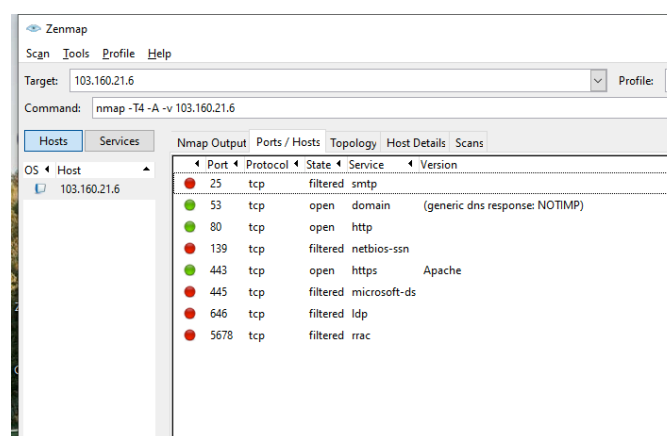 Zenmap
Scan Tools Profile Help
Target: 103.160.21.6 Profile:
Command: nmap -T4 -A -v 103.160.21.6
Hosts Services Nmap Output Ports / Hosts Topology Host Details Scans
OS Host Port Protocol State Service Version
103.160.21.6 25 tcp filtered smtp
53 tcp open domain (generic dns response: NOTIMP)
80 tcp open http
139 tcp filtered netbios-ssn
443 tcp open https Apache
445 tcp filtered microsoft-ds
646 tcp filtered ldp
5678 tcp filtered rrac